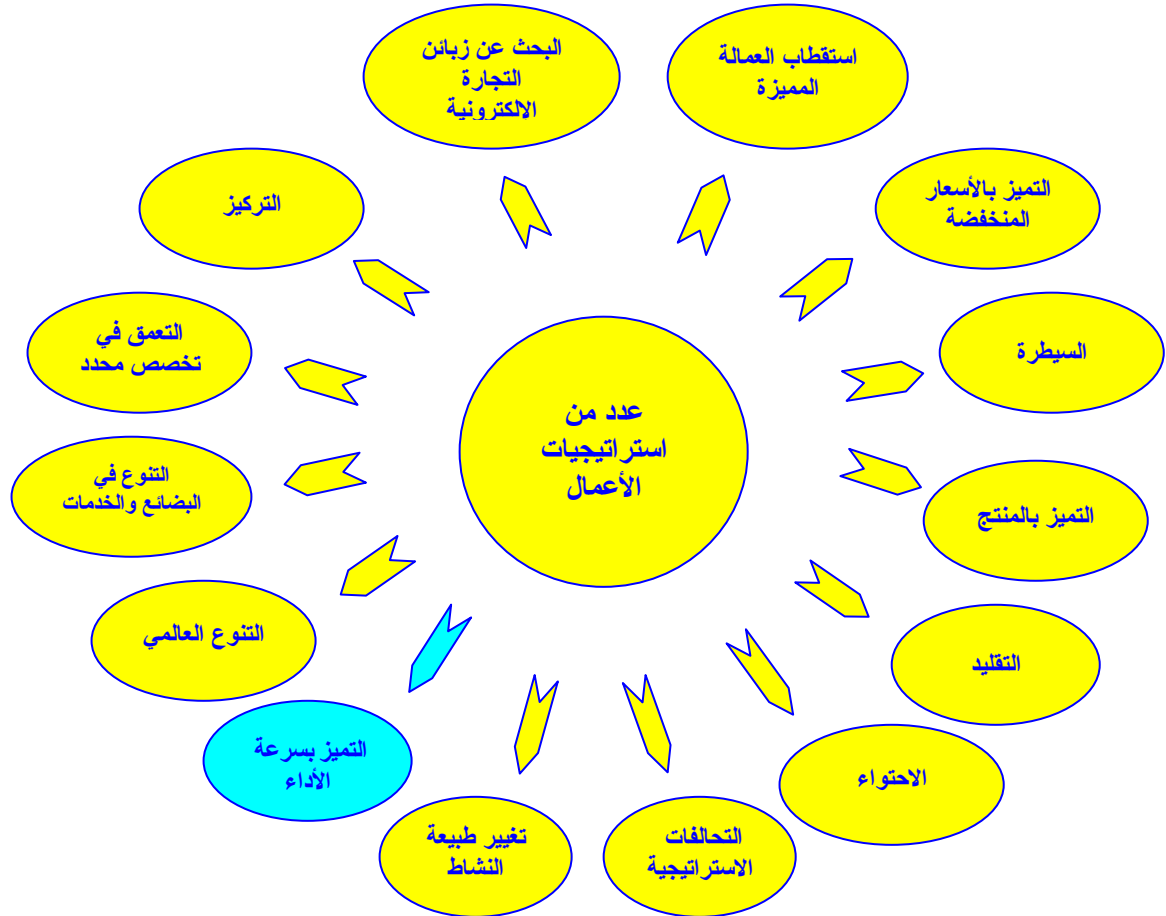 البحث عن زبائن
التجارة
الالكترونية
استقطاب العمالة
المميزة
التميز بالأسعار
المنخفضة
التركيز
السيطرة
التعمق في
تخصص محدد
عدد من
استراتيجيات
الأعمال
التنوع في
البضائع والخدمات
التميز بالمنتج
التنوع العالمي
التقليد
التميز بسرعة
الأداء
الاحتواء
تغيير طبيعة
النشاط
التحالفات
الاستراتيجية